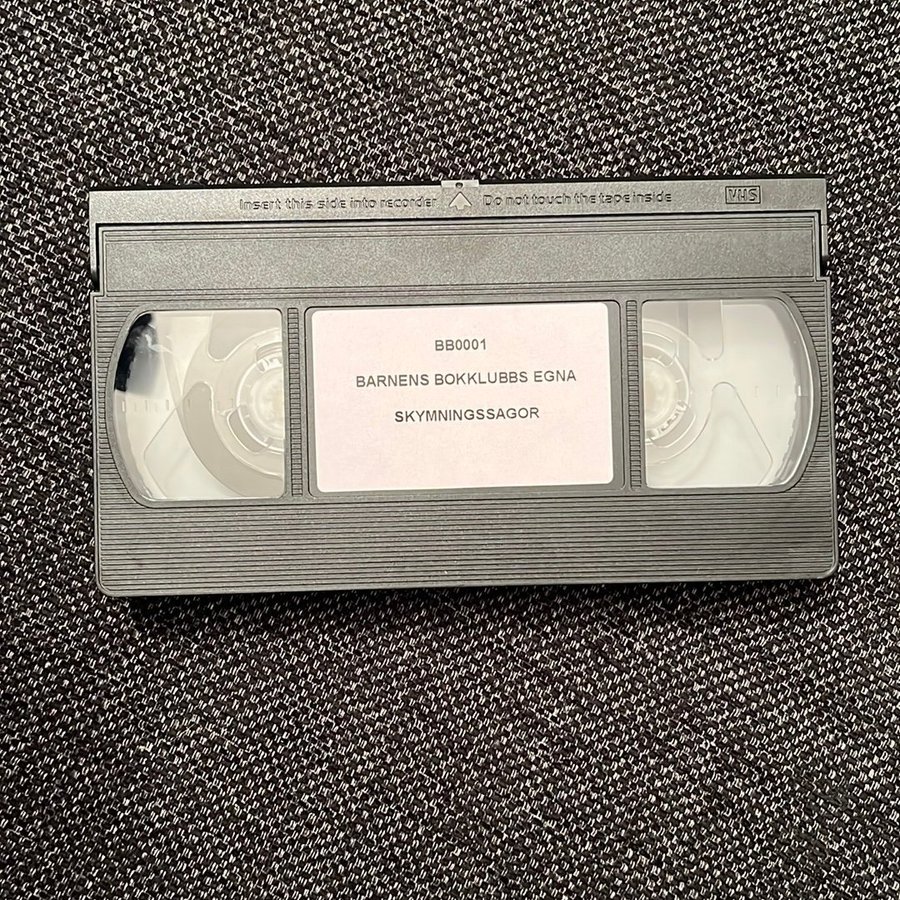 Insert this side into recorder Do not touch the tape inside VHS
BB0001
BARNENS BOKKLUBBS EGNA
SKYMNINGSSAGOR